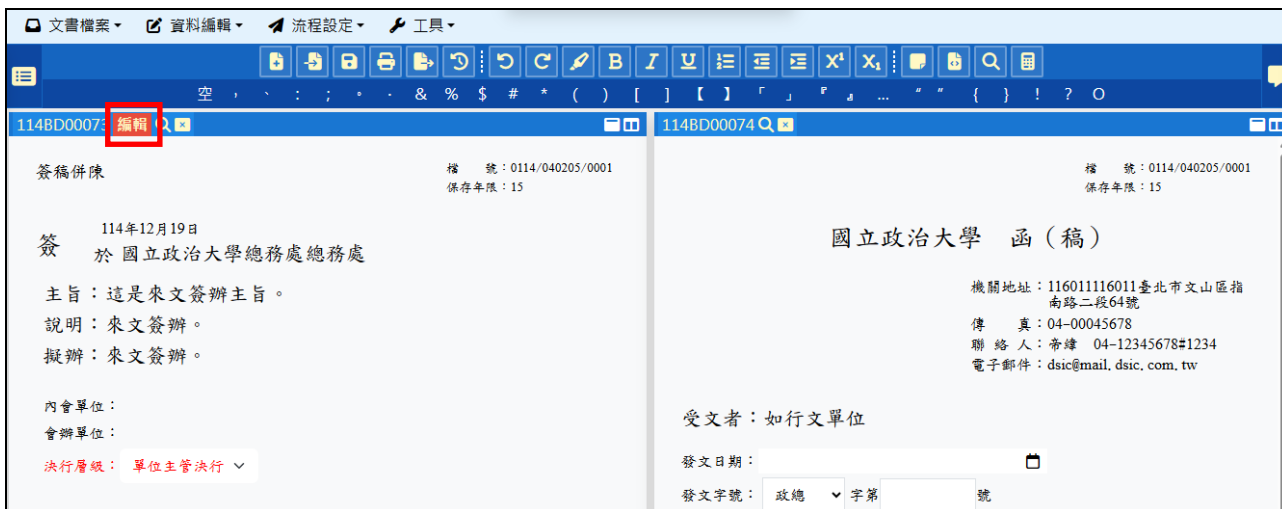 文書檔案 資料編輯 流程設定 工具
B I U X¹ X₁
空 ， 、 ： ； 。 ‧ & % $ # * ( ) [ ] 【 】 「 」 『 』 … “ ” { } ! ? O
114BD00073 編輯
簽稿併陳
檔 號：0114/040205/0001
保存年限：15
簽
114年12月19日
於 國立政治大學總務處總務處
主旨：這是來文簽辦主旨。
說明：來文簽辦。
擬辦：來文簽辦。
內會單位：
會辦單位：
決行層級： 單位主管決行
114BD00074
檔 號：0114/040205/0001
保存年限：15
國立政治大學 函（稿）
機關地址：116011116011臺北市文山區指
南路二段64號
傳 真：04-00045678
聯 絡 人：帝緯 04-12345678#1234
電子郵件：dsic@mail.dsic.com.tw
受文者：如行文單位
發文日期：
發文字號： 政總 字第 號